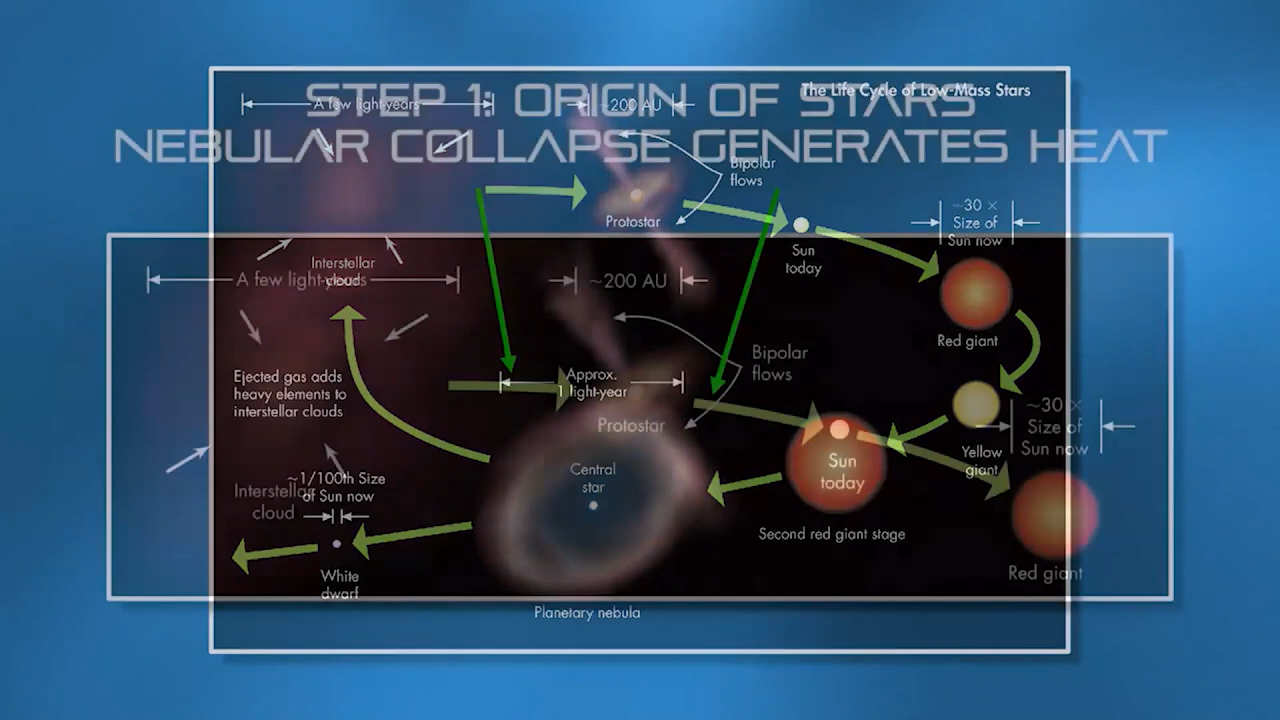 STEP 1: ORIGIN OF STARS
NEBULAR COLLAPSE GENERATES HEAT
The Life Cycle of Low-Mass Stars
A few light-years
~200 AU
Bipolar
flows
Protostar
Sun
today
~30 ×
Size of
Sun now
Red giant
Interstellar
cloud
Ejected gas adds
heavy elements to
interstellar clouds
Approx.
1 light-year
Central
star
Yellow
giant
Second red giant stage
~1/100th Size
of Sun now
White
dwarf
Planetary nebula
A few light-years
~200 AU
Bipolar
flows
Protostar
Sun
today
~30 ×
Size of
Sun now
Red giant
Interstellar
cloud